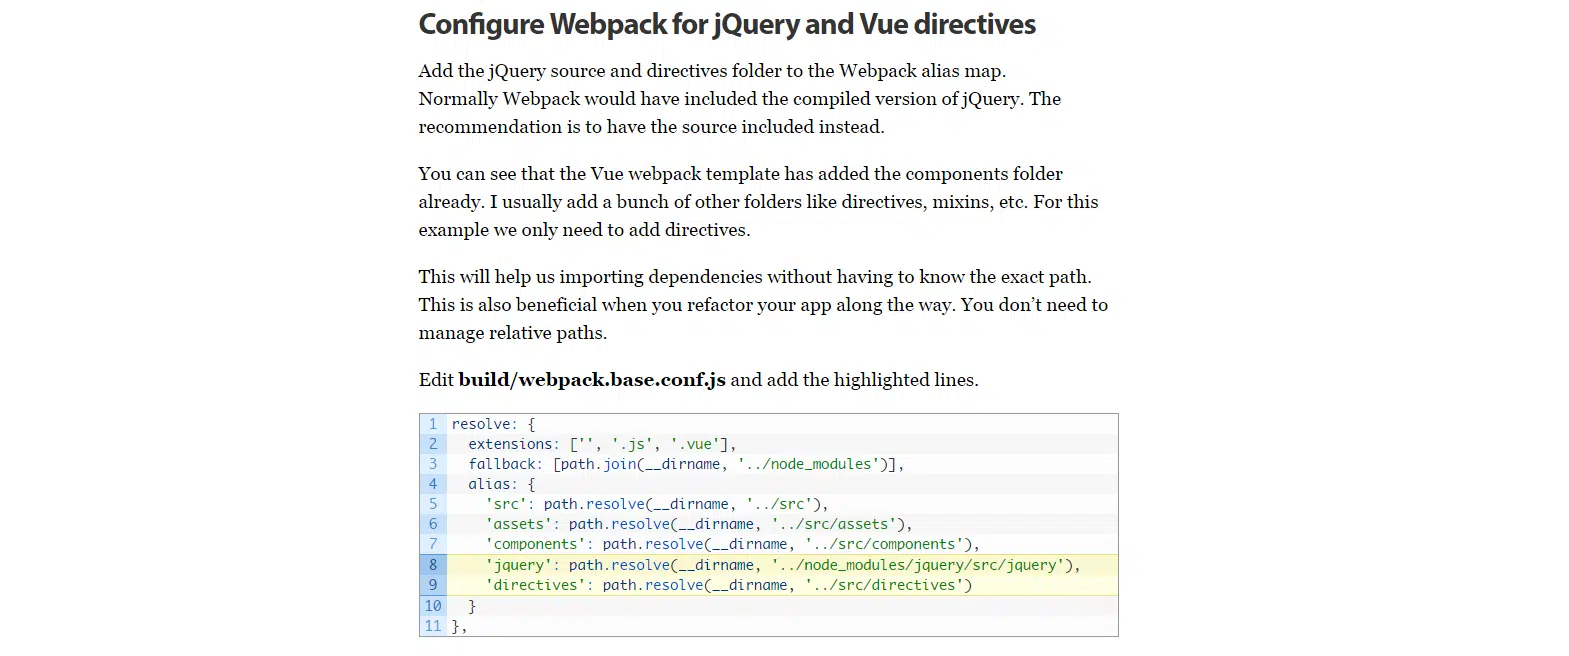 Configure Webpack for jQuery and Vue directives
Add the jQuery source and directives folder to the Webpack alias map.
Normally Webpack would have included the compiled version of jQuery. The
recommendation is to have the source included instead.
You can see that the Vue webpack template has added the components folder
already. I usually add a bunch of other folders like directives, mixins, etc. For this
example we only need to add directives.
This will help us importing dependencies without having to know the exact path.
This is also beneficial when you refactor your app along the way. You don’t need to
manage relative paths.
Edit build/webpack.base.conf.js and add the highlighted lines.
1 resolve: {
2   extensions: ['', '.js', '.vue'],
3   fallback: [path.join(__dirname, '../node_modules')],
4   alias: {
5     'src': path.resolve(__dirname, '../src'),
6     'assets': path.resolve(__dirname, '../src/assets'),
7     'components': path.resolve(__dirname, '../src/components'),
8     'jquery': path.resolve(__dirname, '../node_modules/jquery/src/jquery'),
9     'directives': path.resolve(__dirname, '../src/directives')
10   }
11 },